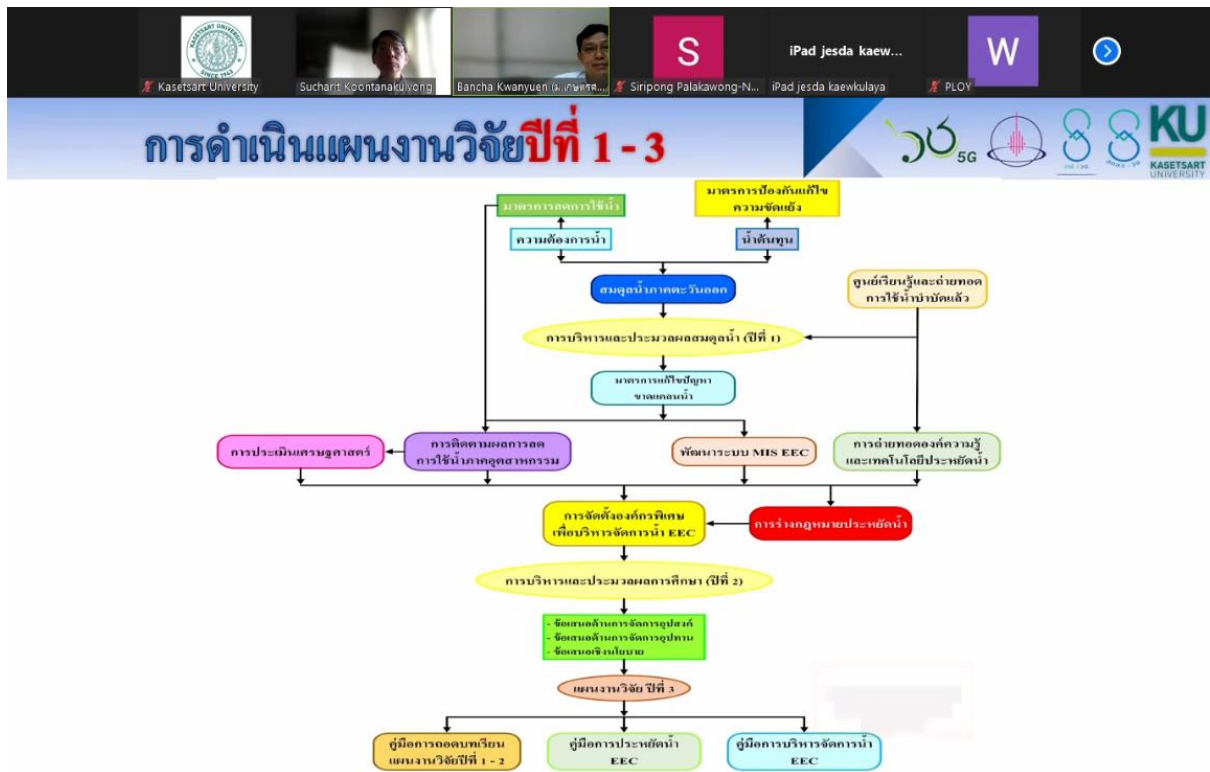 KASETSART UNIVERSITY
SINCE 1943
S
iPad jesda kaew...
W
Kasetsart University
Sucharit Koontanakulvong
Bancha Kwanyuen (ม.เกษตรศ...
Siripong Palakawong-N...
iPad jesda kaewkulaya
PLOY
การดำเนินแผนงานวิจัยปีที่ 1 - 3
5G
KU
KASETSART
UNIVERSITY
มาตรการลดการใช้น้ำ
มาตรการป้องกันแก้ไข
ความขัดแย้ง
ความต้องการน้ำ
น้ำต้นทุน
สมดุลน้ำภาคตะวันออก
ศูนย์เรียนรู้และถ่ายทอด
การใช้น้ำบำบัดแล้ว
การบริหารและประมวลผลสมดุลน้ำ (ปีที่ 1)
มาตรการแก้ไขปัญหา
ขาดแคลนน้ำ
การประเมินเศรษฐศาสตร์
การติดตามผลการลด
การใช้น้ำภาคอุตสาหกรรม
พัฒนาระบบ MIS EEC
การถ่ายทอดองค์ความรู้
และเทคโนโลยีประหยัดน้ำ
การจัดตั้งองค์กรพิเศษ
เพื่อบริหารจัดการน้ำ EEC
การร่างกฎหมายประหยัดน้ำ
การบริหารและประมวลผลการศึกษา (ปีที่ 2)
- ข้อเสนอด้านการจัดการอุปสงค์
- ข้อเสนอด้านการจัดการอุปทาน
- ข้อเสนอเชิงนโยบาย
แผนงานวิจัย ปีที่ 3
คู่มือการถอดบทเรียน
แผนงานวิจัยปีที่ 1 - 2
คู่มือการประหยัดน้ำ
EEC
คู่มือการบริหารจัดการน้ำ
EEC